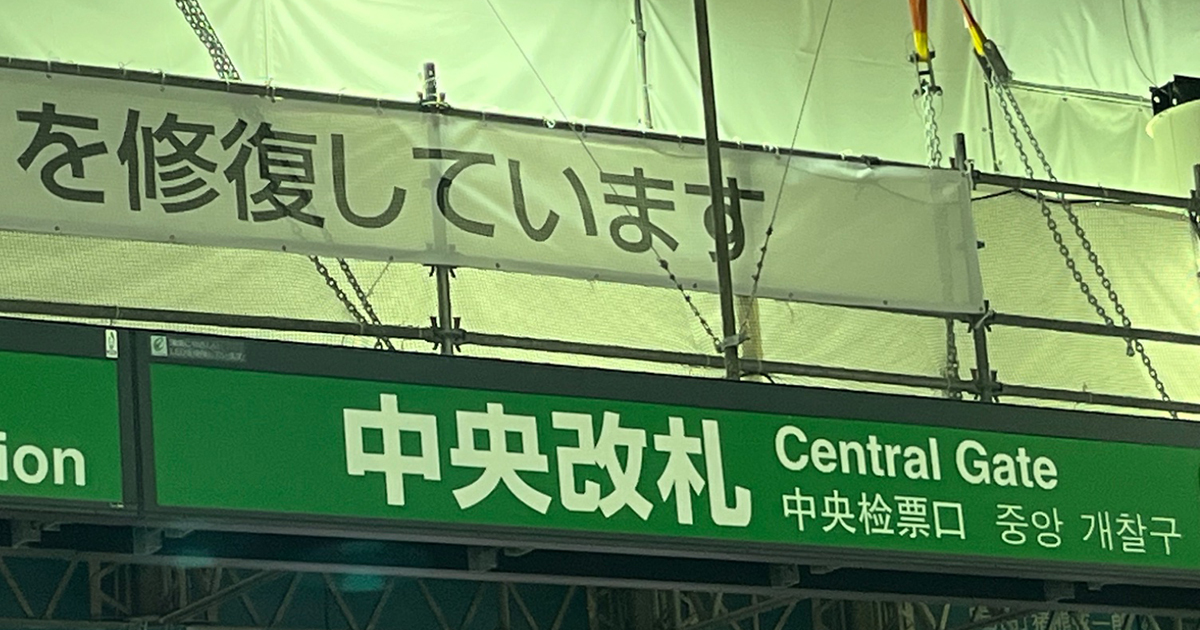 を修復しています
ion
中央改札
Central Gate
中央检票口 중앙 개찰구